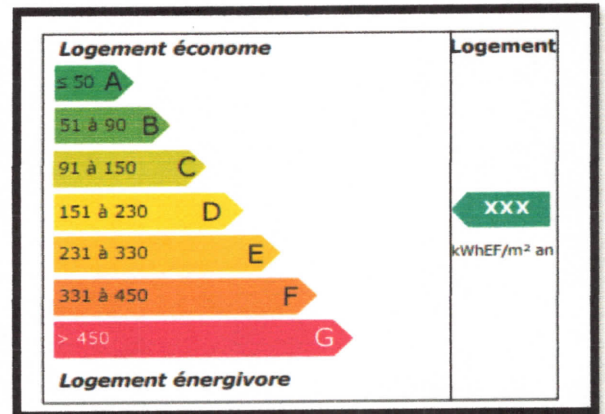 Logement économe
Logement
≤ 50 A
51 à 90 B
91 à 150 C
151 à 230 D
XXX
231 à 330 E
kWhEF/m² an
331 à 450 F
> 450 G
Logement énergivore